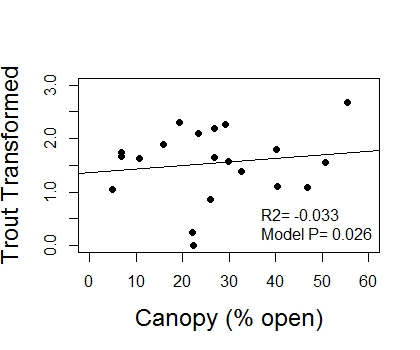 Trout Transformed
3.0
2.0
1.0
0.0
R2= -0.033
Model P= 0.026
0 10 20 30 40 50 60
Canopy (% open)